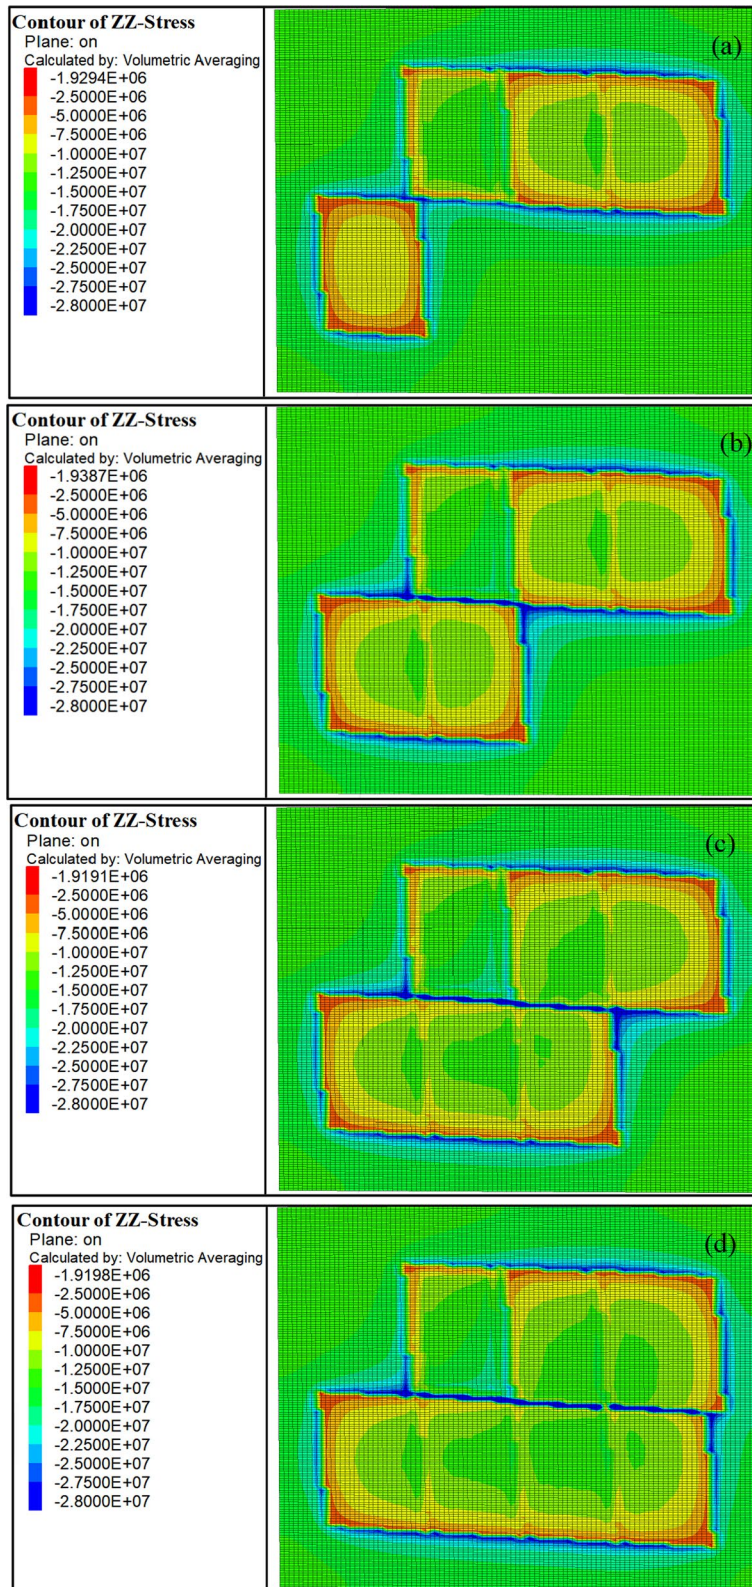 Contour of ZZ-Stress
Plane: on
Calculated by: Volumetric Averaging
-1.9294E+06
-2.5000E+06
-5.0000E+06
-7.5000E+06
-1.0000E+07
-1.2500E+07
-1.5000E+07
-1.7500E+07
-2.0000E+07
-2.2500E+07
-2.5000E+07
-2.7500E+07
-2.8000E+07
(a)
Contour of ZZ-Stress
Plane: on
Calculated by: Volumetric Averaging
-1.9387E+06
-2.5000E+06
-5.0000E+06
-7.5000E+06
-1.0000E+07
-1.2500E+07
-1.5000E+07
-1.7500E+07
-2.0000E+07
-2.2500E+07
-2.5000E+07
-2.7500E+07
-2.8000E+07
(b)
Contour of ZZ-Stress
Plane: on
Calculated by: Volumetric Averaging
-1.9191E+06
-2.5000E+06
-5.0000E+06
-7.5000E+06
-1.0000E+07
-1.2500E+07
-1.5000E+07
-1.7500E+07
-2.0000E+07
-2.2500E+07
-2.5000E+07
-2.7500E+07
-2.8000E+07
(c)
Contour of ZZ-Stress
Plane: on
Calculated by: Volumetric Averaging
-1.9198E+06
-2.5000E+06
-5.0000E+06
-7.5000E+06
-1.0000E+07
-1.2500E+07
-1.5000E+07
-1.7500E+07
-2.0000E+07
-2.2500E+07
-2.5000E+07
-2.7500E+07
-2.8000E+07
(d)